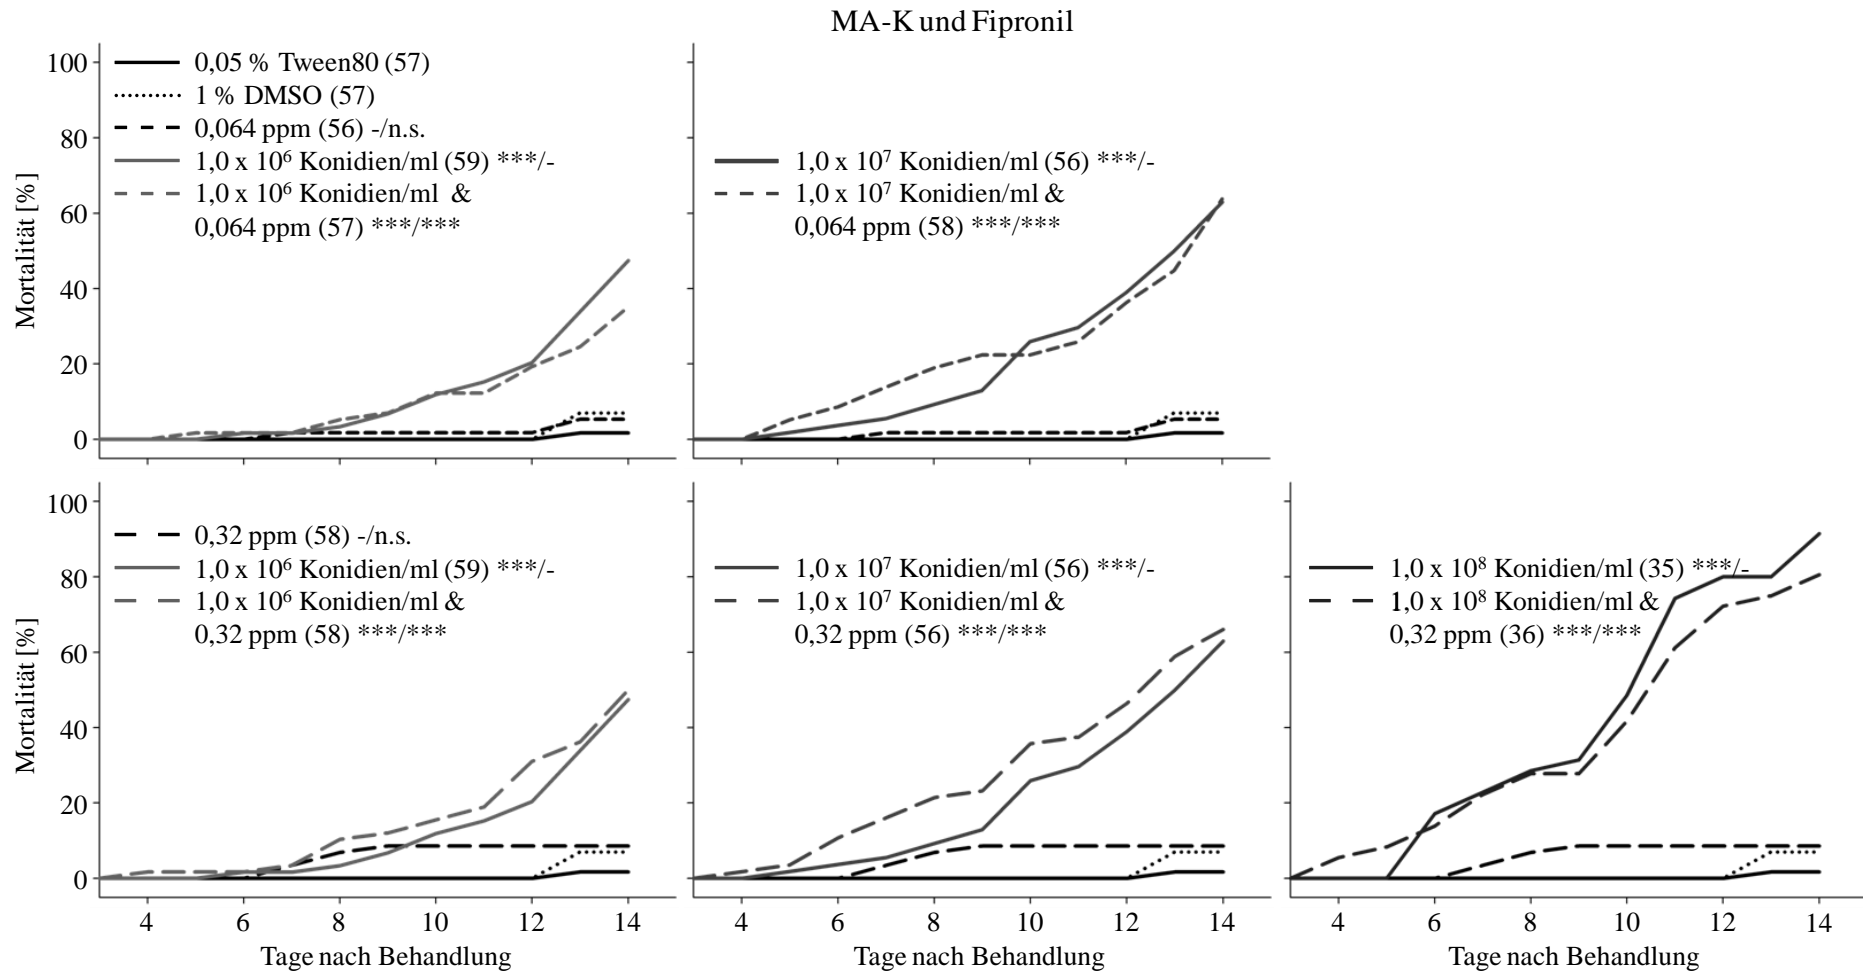 MA-K und Fipronil
Mortalität [%]
100
80
60
40
20
0
0,05 % Tween80 (57)
1 % DMSO (57)
0,064 ppm (56) -/n.s.
1,0 x 10⁶ Konidien/ml (59) ***/-
1,0 x 10⁶ Konidien/ml &
0,064 ppm (57) ***/***
1,0 x 10⁷ Konidien/ml (56) ***/-
1,0 x 10⁷ Konidien/ml &
0,064 ppm (58) ***/***
Mortalität [%]
100
80
60
40
20
0
0,32 ppm (58) -/n.s.
1,0 x 10⁶ Konidien/ml (59) ***/-
1,0 x 10⁶ Konidien/ml &
0,32 ppm (58) ***/***
4 6 8 10 12 14
Tage nach Behandlung
1,0 x 10⁷ Konidien/ml (56) ***/-
1,0 x 10⁷ Konidien/ml &
0,32 ppm (56) ***/***
4 6 8 10 12 14
Tage nach Behandlung
1,0 x 10⁸ Konidien/ml (35) ***/-
1,0 x 10⁸ Konidien/ml &
0,32 ppm (36) ***/***
4 6 8 10 12 14
Tage nach Behandlung